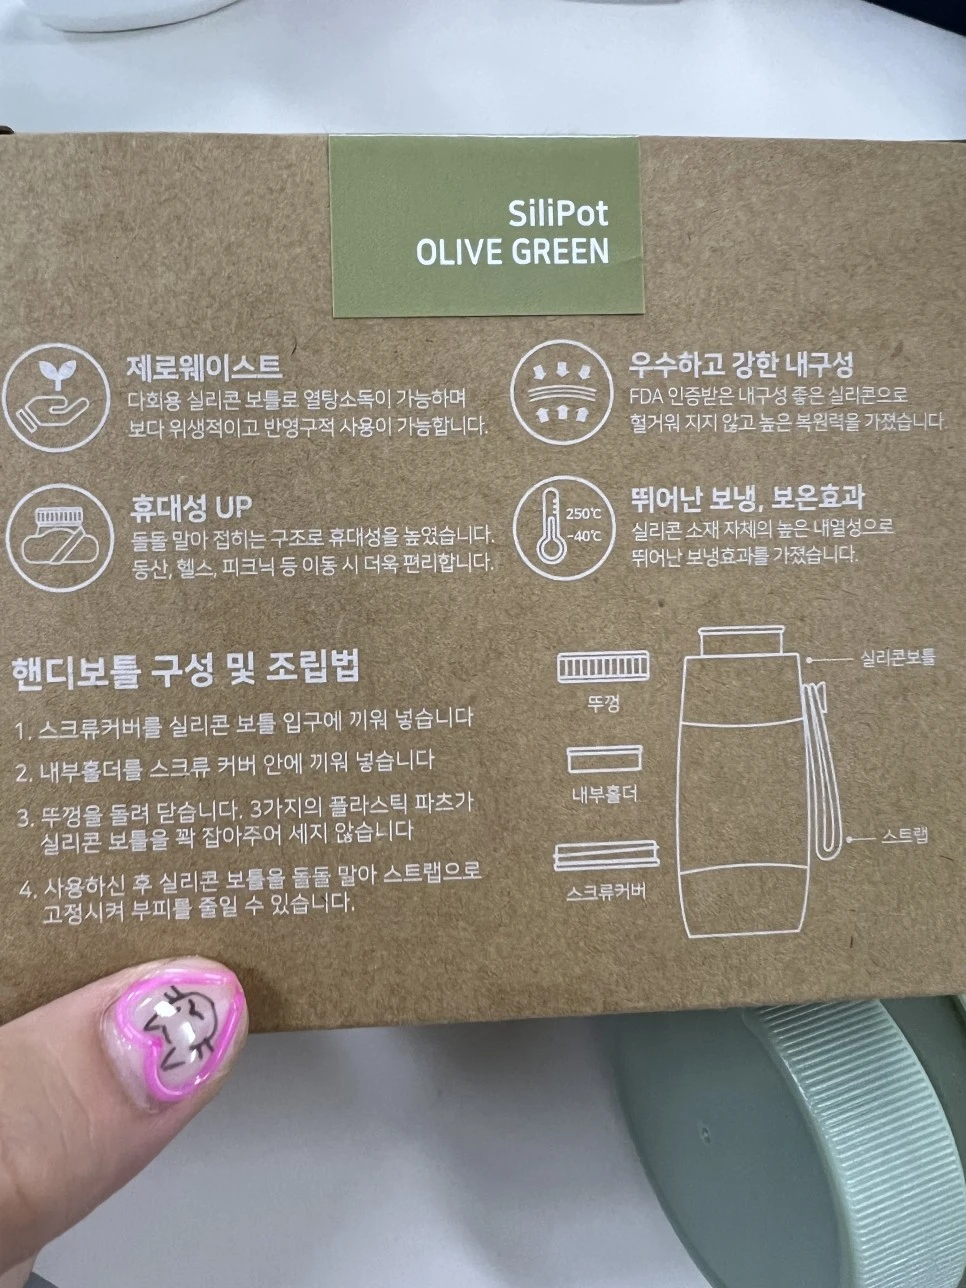 SiliPot
OLIVE GREEN
제로웨이스트
다회용 실리콘 보틀로 열탕소독이 가능하며
보다 위생적이고 반영구적 사용이 가능합니다.
우수하고 강한 내구성
FDA 인증받은 내구성 좋은 실리콘으로
헐거워 지지 않고 높은 복원력을 가졌습니다.
휴대성 UP
돌돌 말아 접히는 구조로 휴대성을 높였습니다.
등산, 헬스, 피크닉 등 이동 시 더욱 편리합니다.
250℃
-40℃
뛰어난 보냉, 보온효과
실리콘 소재 자체의 높은 내열성으로
뛰어난 보냉효과를 가졌습니다.
핸디보틀 구성 및 조립법
1. 스크류커버를 실리콘 보틀 입구에 끼워 넣습니다
2. 내부홀더를 스크류 커버 안에 끼워 넣습니다
3. 뚜껑을 돌려 닫습니다. 3가지의 플라스틱 파츠가
실리콘 보틀을 꽉 잡아주어 세지 않습니다
4. 사용하신 후 실리콘 보틀을 돌돌 말아 스트랩으로
고정시켜 부피를 줄일 수 있습니다.
뚜껑
내부홀더
스크류커버
실리콘보틀
스트랩